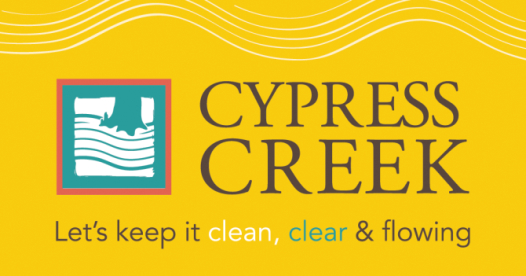 CYPRESS
CREEK
Let's keep it clean, clear & flowing